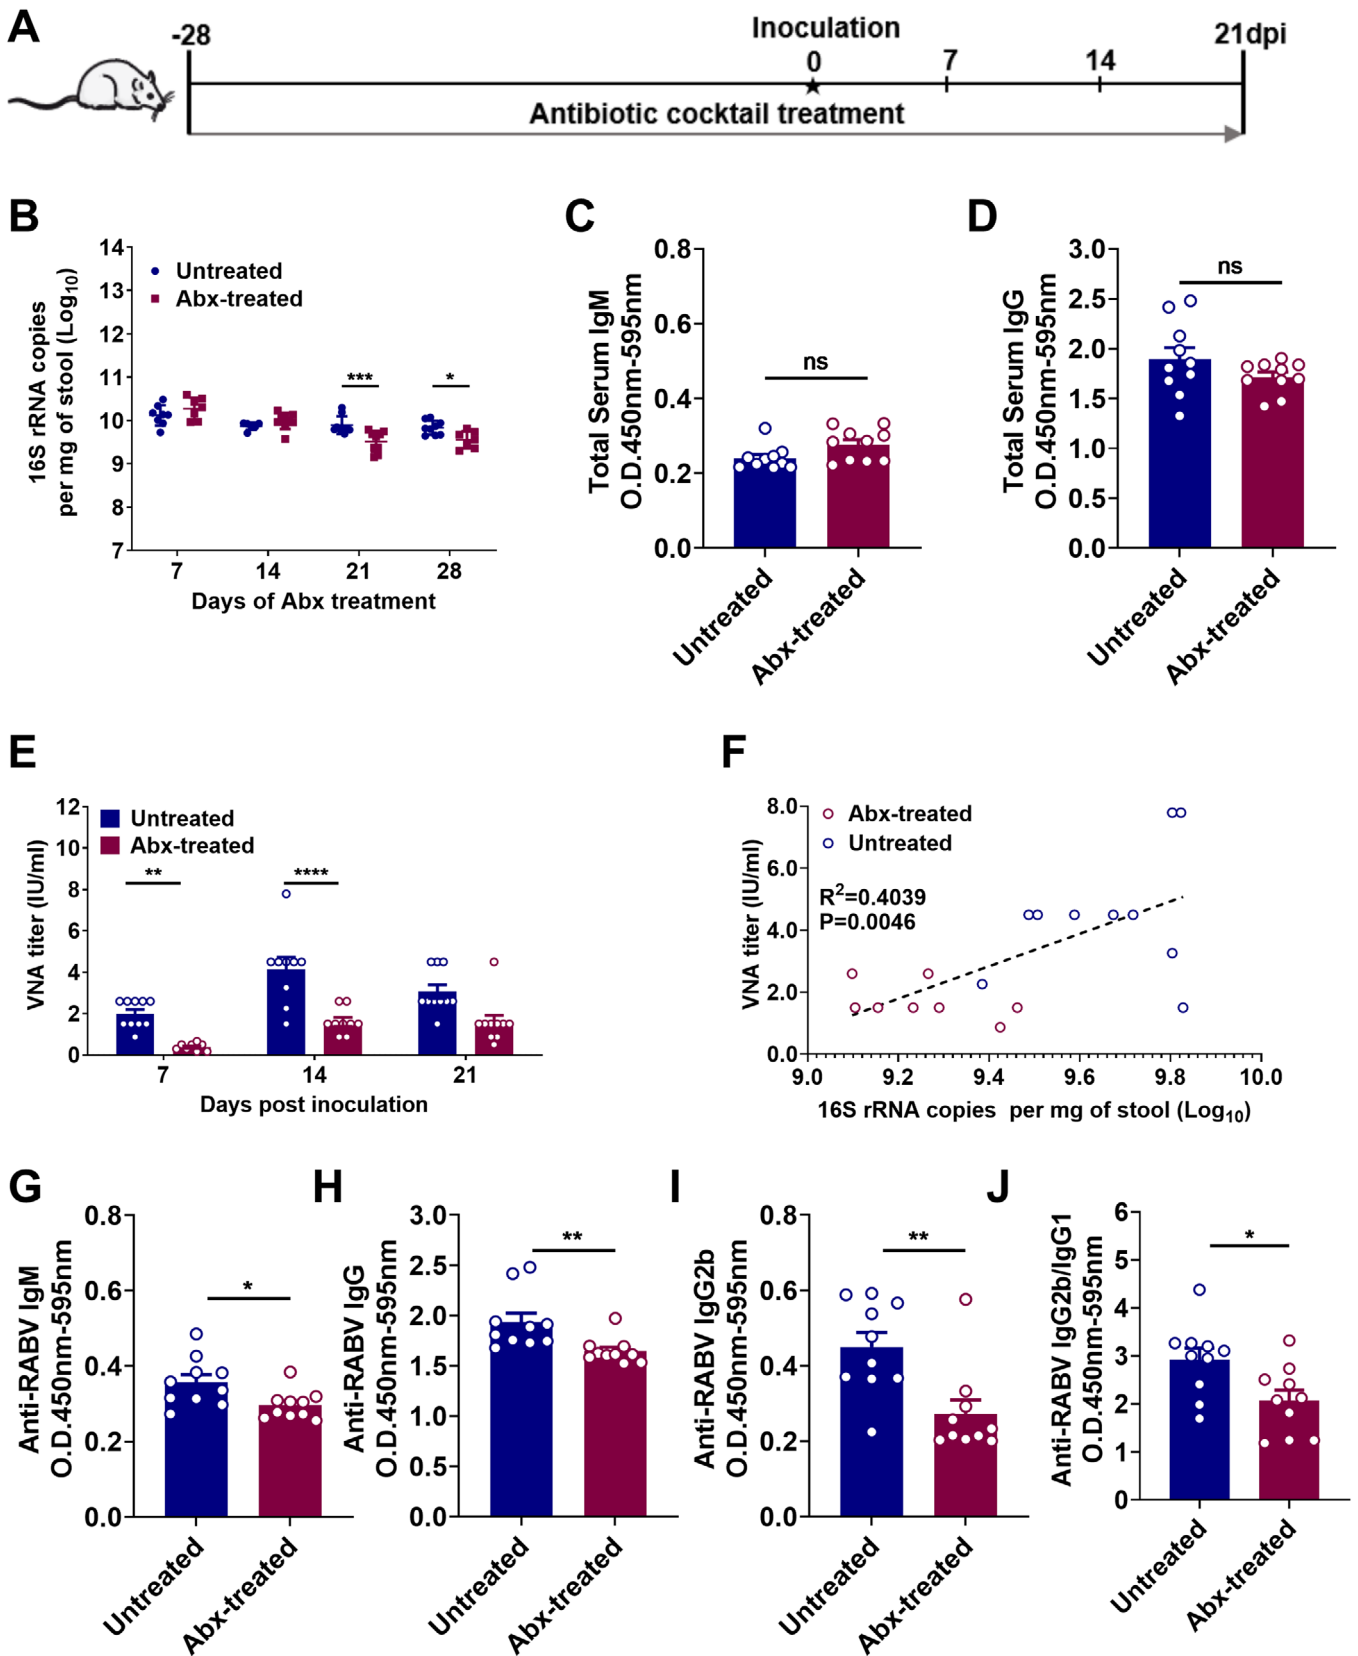 A
-28
Inoculation
21dpi
0
7
14
Antibiotic cocktail treatment
B
16S rRNA copies
per mg of stool (Log10)
14
13
12
11
10
9
8
7
Untreated
Abx-treated
***
*
7
14
21
28
Days of Abx treatment
C
Total Serum IgM
O.D.450nm-595nm
0.8
0.6
0.4
0.2
0.0
ns
Untreated
Abx-treated
D
Total Serum IgG
O.D.450nm-595nm
3.0
2.5
2.0
1.5
1.0
0.5
0.0
ns
Untreated
Abx-treated
E
VNA titer (IU/ml)
12
10
8
6
4
2
0
Untreated
Abx-treated
**
****
7
14
21
Days post inoculation
F
VNA titer (IU/ml)
8.0
6.0
4.0
2.0
0.0
Abx-treated
Untreated
R2=0.4039
P=0.0046
9.0
9.2
9.4
9.6
9.8
10.0
16S rRNA copies per mg of stool (Log10)
G
Anti-RABV IgM
O.D.450nm-595nm
0.8
0.6
0.4
0.2
0.0
*
Untreated
Abx-treated
H
Anti-RABV IgG
O.D.450nm-595nm
3.0
2.5
2.0
1.5
1.0
0.5
0.0
**
Untreated
Abx-treated
I
Anti-RABV IgG2b
O.D.450nm-595nm
0.8
0.6
0.4
0.2
0.0
**
Untreated
Abx-treated
J
Anti-RABV IgG2b/IgG1
O.D.450nm-595nm
6
5
4
3
2
1
0
*
Untreated
Abx-treated